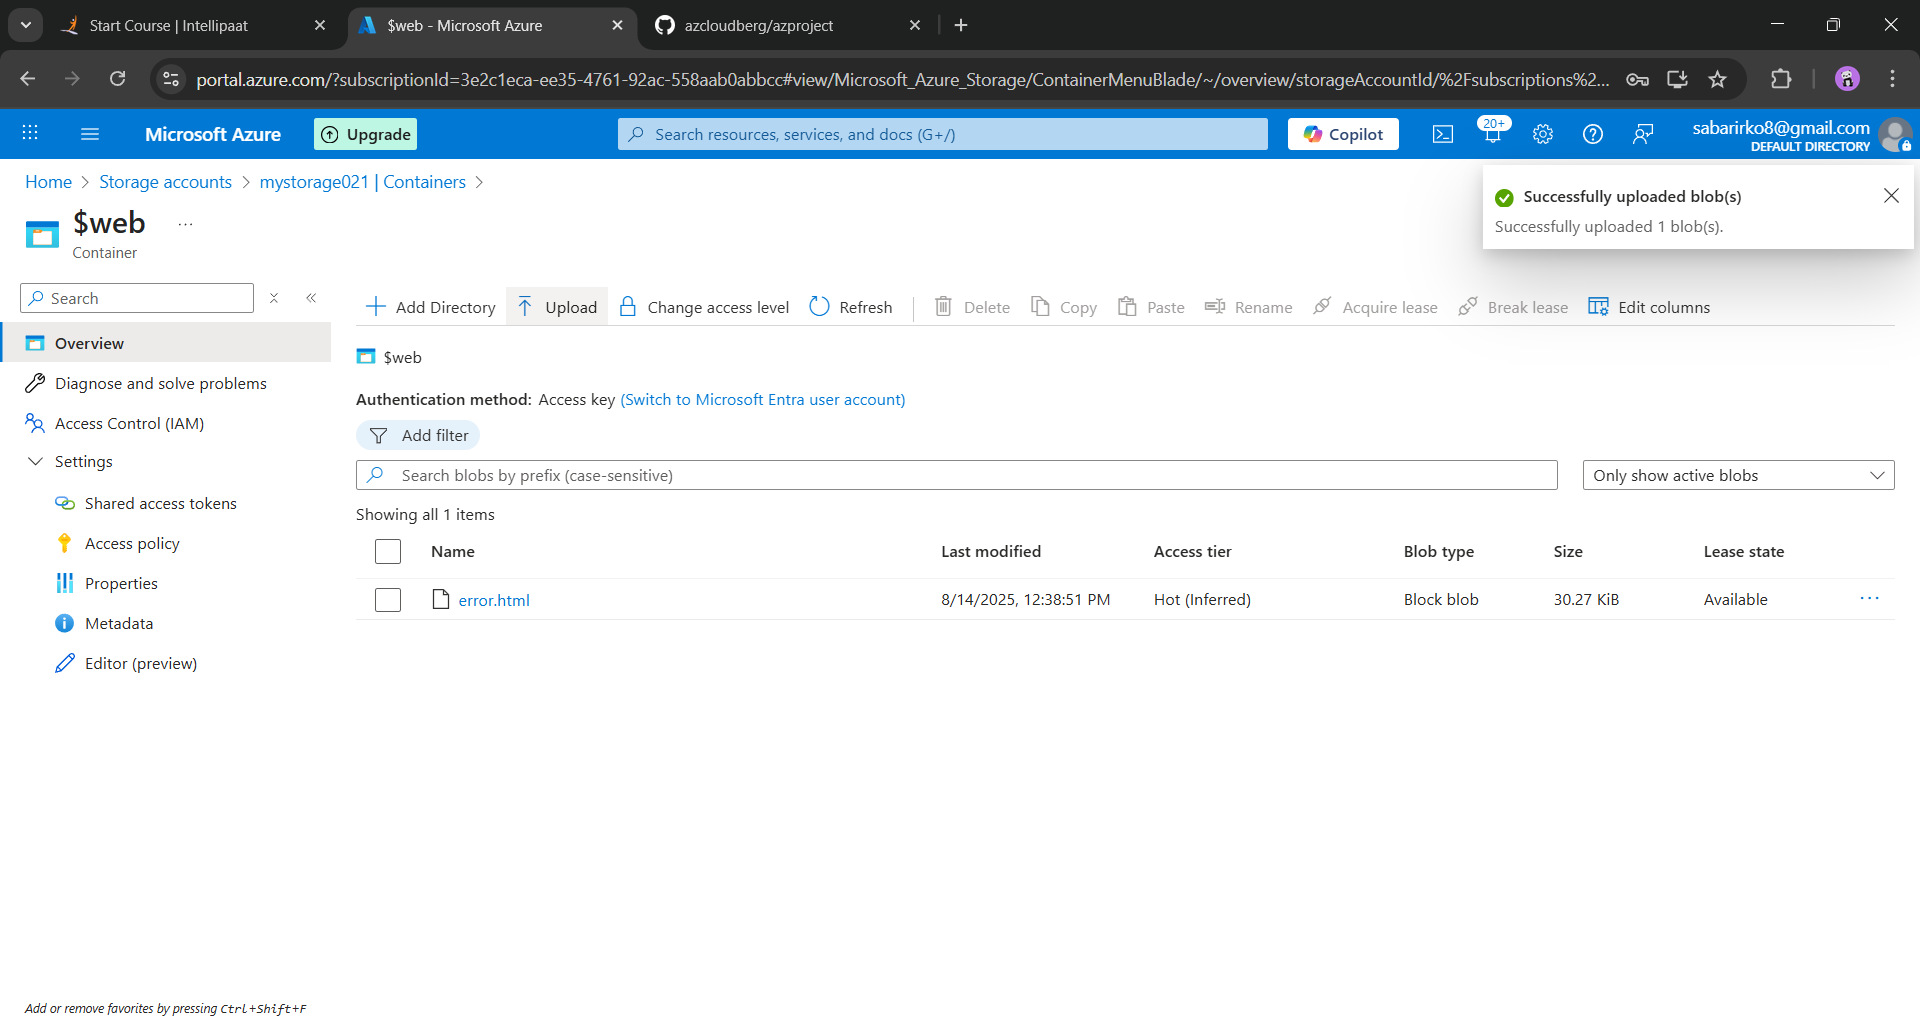 Start Course | Intellipaat
$web - Microsoft Azure
azcloudberg/azproject
portal.azure.com/?subscriptionId=3e2c1eca-ee35-4761-92ac-558aab0abbcc#view/Microsoft_Azure_Storage/ContainerMenuBlade/~/overview/storageAccountId/%2Fsubscriptions%2...
Microsoft Azure
Upgrade
Search resources, services, and docs (G+/)
Copilot
20+
sabarirko8@gmail.com
DEFAULT DIRECTORY
Home > Storage accounts > mystorage021 | Containers >
Successfully uploaded blob(s)
Successfully uploaded 1 blob(s).
$web ...
Container
Search
Overview
Diagnose and solve problems
Access Control (IAM)
Settings
Shared access tokens
Access policy
Properties
Metadata
Editor (preview)
Add Directory Upload Change access level Refresh Delete Copy Paste Rename Acquire lease Break lease Edit columns
$web
Authentication method: Access key (Switch to Microsoft Entra user account)
Add filter
Search blobs by prefix (case-sensitive)
Only show active blobs
Showing all 1 items
Name Last modified Access tier Blob type Size Lease state
error.html 8/14/2025, 12:38:51 PM Hot (Inferred) Block blob 30.27 KiB Available ...
Add or remove favorites by pressing Ctrl+Shift+F